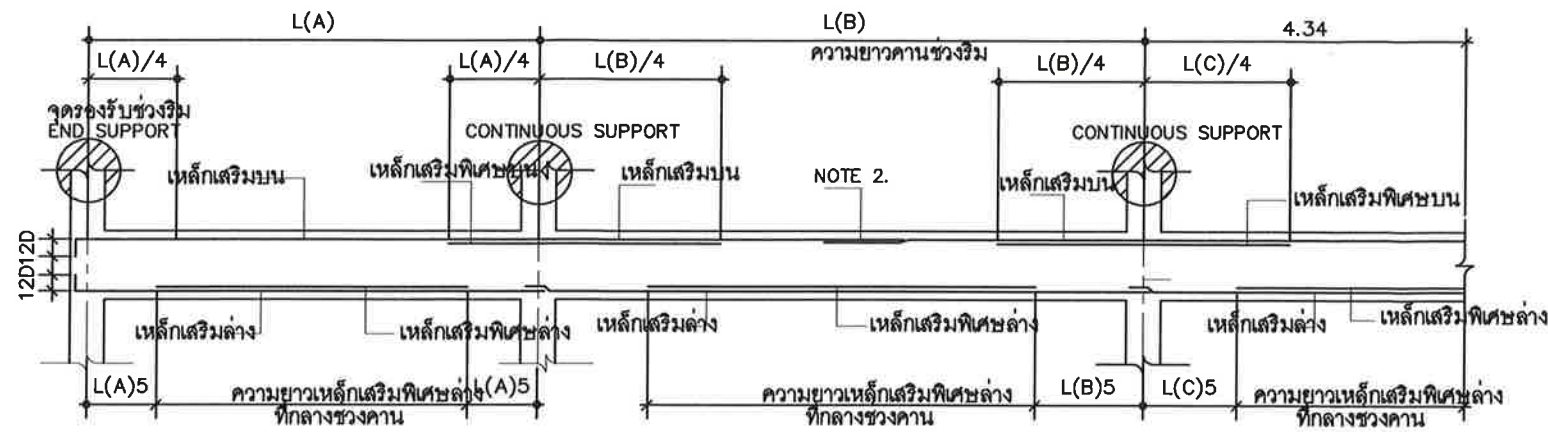 L(A) L(B) 4.34
ความยาวคานช่วงริม
L(A)/4 L(A)/4 L(B)/4 L(B)/4 L(C)/4
จุดรองรับช่วงริม
END SUPPORT CONTINUOUS SUPPORT CONTINUOUS SUPPORT
เหล็กเสริมบน เหล็กเสริมพิเศษบน เหล็กเสริมบน NOTE 2. เหล็กเสริมบน เหล็กเสริมพิเศษบน
12D12D
เหล็กเสริมล่าง เหล็กเสริมพิเศษล่าง เหล็กเสริมล่าง เหล็กเสริมพิเศษล่าง เหล็กเสริมล่าง เหล็กเสริมพิเศษล่าง
L(A)5 ความยาวเหล็กเสริมพิเศษล่าง L(A)5 ความยาวเหล็กเสริมพิเศษล่าง L(B)5 L(C)5 ความยาวเหล็กเสริมพิเศษล่าง
ที่กลางช่วงคาน ที่กลางช่วงคาน ที่กลางช่วงคาน